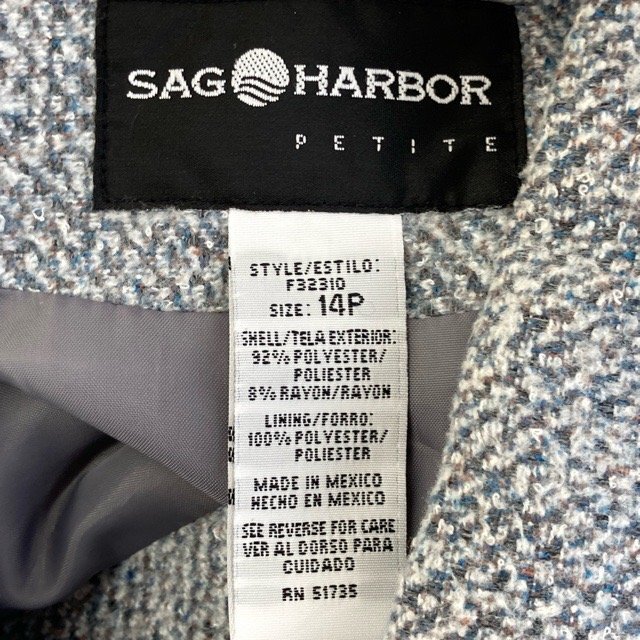 SAG HARBOR
PETITE
STYLE/ESTILO:
F32310
SIZE: 14P
SHELL/TELA EXTERIOR:
92% POLYESTER/
POLIESTER
8% RAYON/RAYON
LINING/FORRO:
100% POLYESTER/
POLIESTER
MADE IN MEXICO
HECHO EN MEXICO
SEE REVERSE FOR CARE
VER AL DORSO PARA
CUIDADO
RN 51735